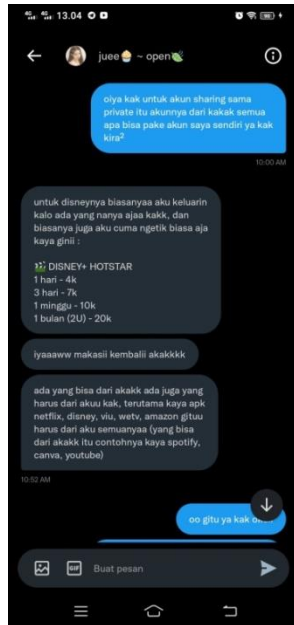 13.04
juee🧁 ~ open🍃
oiya kak untuk akun sharing sama
private itu akunnya dari kakak semua
apa bisa pake akun saya sendiri ya kak
kira²
10:00 AM
untuk disneynya biasanyaa aku keluarin
kalo ada yang nanya ajaa kakk, dan
biasanya juga aku cuma ngetik biasa aja
kaya ginii :
DISNEY+ HOTSTAR
1 hari - 4k
3 hari - 7k
1 minggu - 10k
1 bulan (2U) - 20k
iyaaaww makasii kembalii akakkkk
ada yang bisa dari akakk ada juga yang
harus dari akuu kak, terutama kaya apk
netflix, disney, viu, wetv, amazon gituu
harus dari aku semuanyaa (yang bisa
dari akakk itu contohnya kaya spotify,
canva, youtube)
10:52 AM
oo gitu ya kak
GIF
Buat pesan